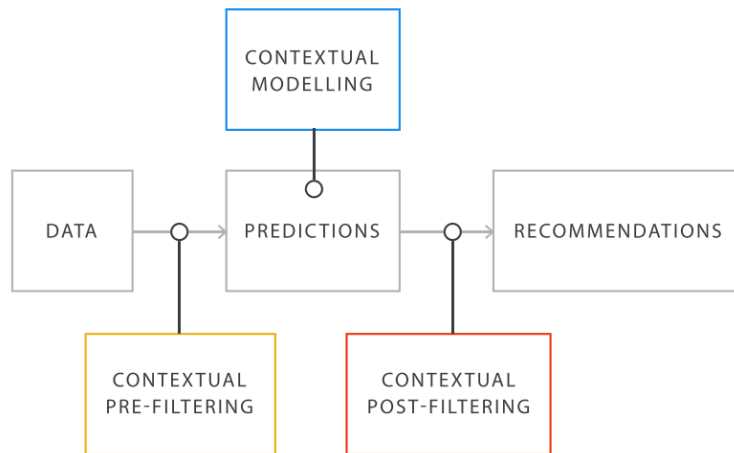 CONTEXTUAL
MODELLING
DATA
PREDICTIONS
RECOMMENDATIONS
CONTEXTUAL
PRE-FILTERING
CONTEXTUAL
POST-FILTERING